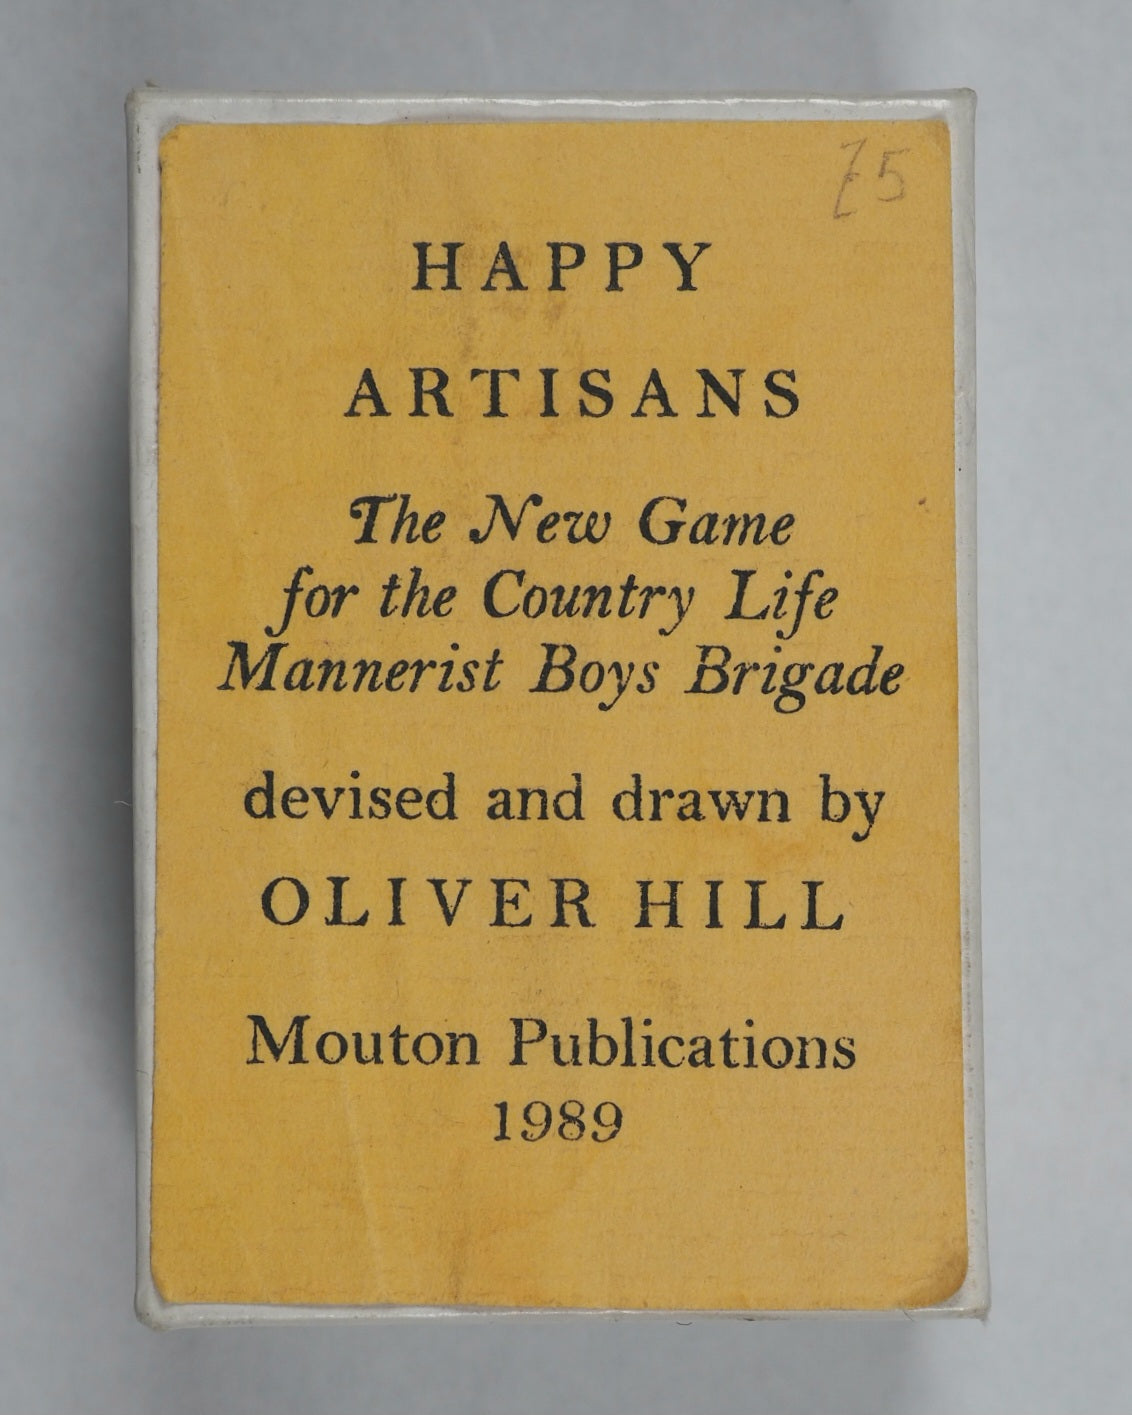 £5
HAPPY
ARTISANS
The New Game
for the Country Life
Mannerist Boys Brigade
devised and drawn by
OLIVER HILL
Mouton Publications
1989